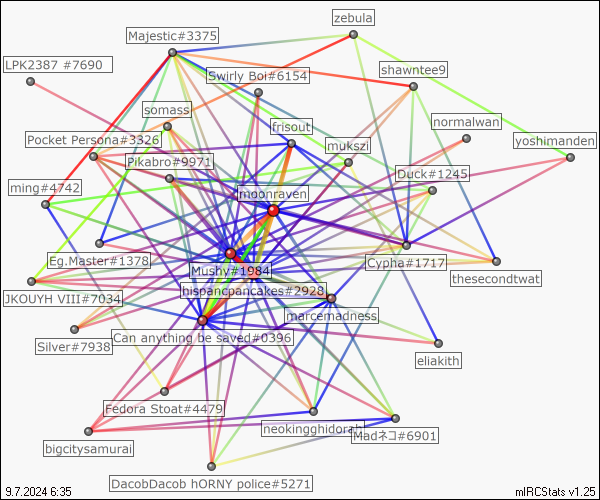 zebula
Majestic#3375
LPK2387 #7690
shawntee9
Swirly Boi#6154
somass
normalwan
frisout
Pocket Persona#3326
mukszi
yoshimanden
Pikabro#9971
Duck#1245
ming#4742
moonraven
Eg.Master#1378
Cypha#1717
Mushy#1984
thesecondtwat
hispancpancakes#2928
JKOUYH VIII#7034
marcemadness
Can anything be saved#0396
Silver#7938
eliakith
Fedora Stoat#4479
neokingghidorah
Madネコ#6901
bigcitysamurai
DacobDacob hORNY police#5271
9.7.2024 6:35
mIRCStats v1.25